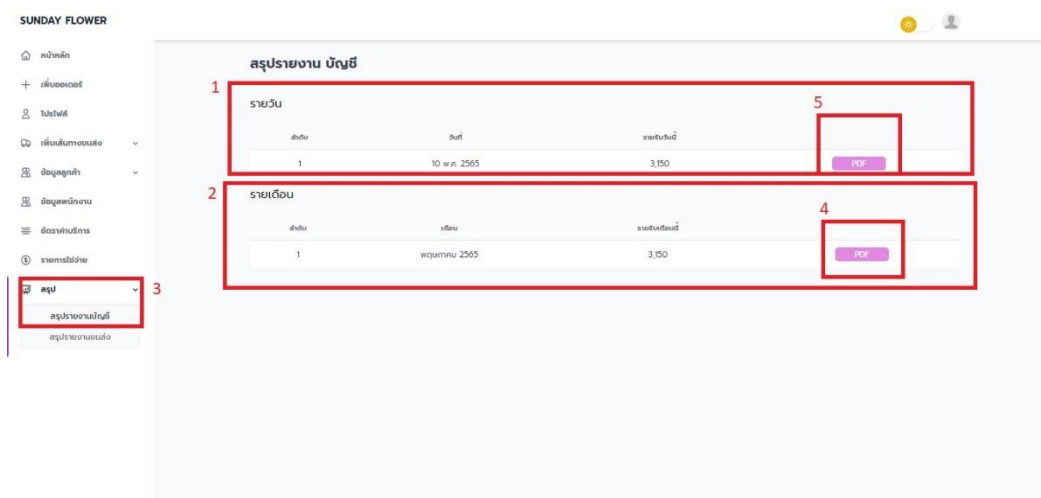 SUNDAY FLOWER
หน้าหลัก
เพิ่มออเดอร์
โปรไฟล์
เพิ่มเส้นทางขนส่ง
ข้อมูลลูกค้า
ข้อมูลพนักงาน
อัตราค่าบริการ
รายการใช้จ่าย
สรุป
3
สรุปรายงานบัญชี
สรุปรายงานขนส่ง
สรุปรายงาน บัญชี
1
รายวัน
5
ลำดับ วันที่ รายรับวันนี้
1 10 พ.ค. 2565 3,150 PDF
2
รายเดือน
4
ลำดับ เดือน รายรับเดือนนี้
1 พฤษภาคม 2565 3,150 PDF